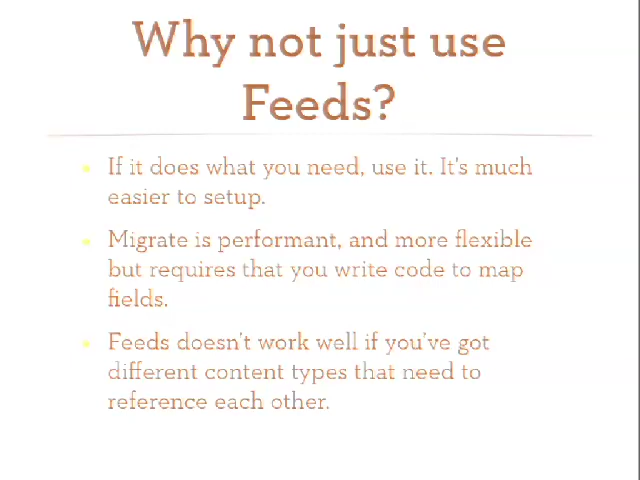 Why not just use
Feeds?
If it does what you need, use it. It's much
easier to setup.
Migrate is performant, and more flexible
but requires that you write code to map
fields.
Feeds doesn't work well if you've got
different content types that need to
reference each other.